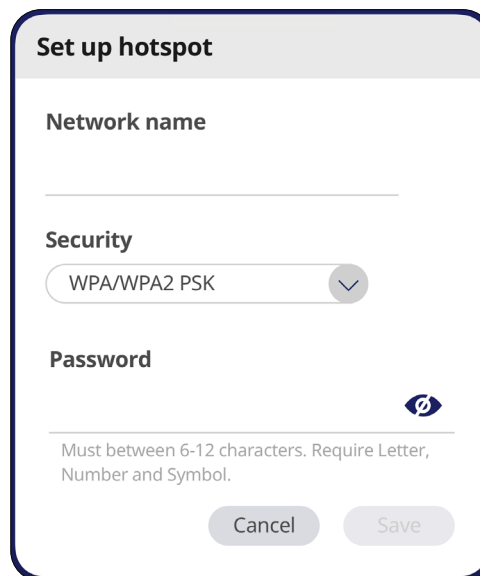 Set up hotspot
Network name
Security
WPA/WPA2 PSK
Password
Must between 6-12 characters. Require Letter,
Number and Symbol.
Cancel Save